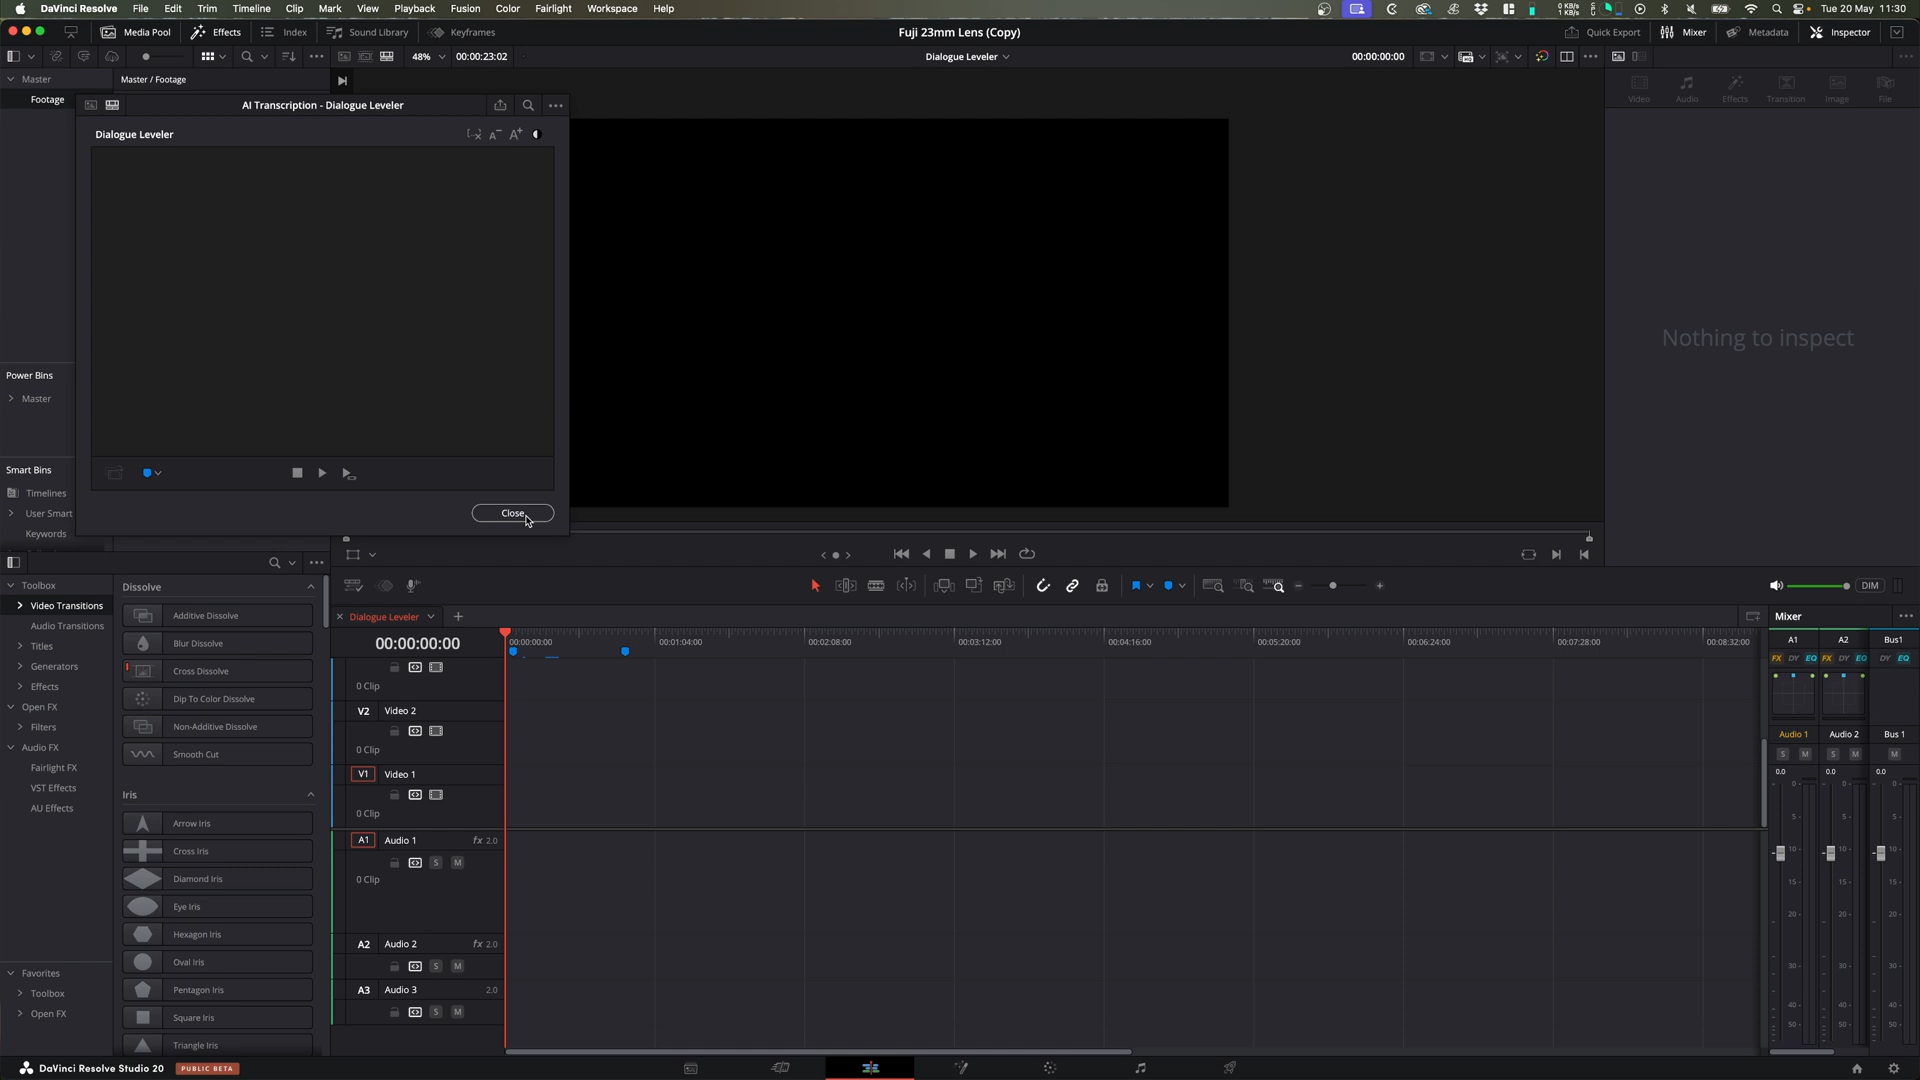 DaVinci Resolve File Edit Trim Timeline Clip Mark View Playback Fusion Color Fairlight Workspace Help
0 KB/s
1 KB/s
Tue 20 May 11:30
Media Pool Effects Index Sound Library Keyframes
Fuji 23mm Lens (Copy)
Quick Export Mixer Metadata Inspector
48% 00:00:23:02
Dialogue Leveler
00:00:00:00
Master
Footage
Master / Footage
Video Audio Effects Transition Image File
AI Transcription - Dialogue Leveler
Dialogue Leveler
Nothing to inspect
Close
Power Bins
Master
Smart Bins
Timelines
User Smart
Keywords
Toolbox
Video Transitions
Audio Transitions
Titles
Generators
Effects
Open FX
Filters
Audio FX
Fairlight FX
VST Effects
AU Effects
Favorites
Toolbox
Open FX
Dissolve
Additive Dissolve
Blur Dissolve
Cross Dissolve
Dip To Color Dissolve
Non-Additive Dissolve
Smooth Cut
Iris
Arrow Iris
Cross Iris
Diamond Iris
Eye Iris
Hexagon Iris
Oval Iris
Pentagon Iris
Square Iris
Triangle Iris
DIM
Dialogue Leveler
00:00:00:00
00:00:00:00 00:01:04:00 00:02:08:00 00:03:12:00 00:04:16:00 00:05:20:00 00:06:24:00 00:07:28:00 00:08:32:00
0 Clip
V2 Video 2
0 Clip
V1 Video 1
0 Clip
A1 Audio 1 fx 2.0
S M
0 Clip
A2 Audio 2 fx 2.0
S M
A3 Audio 3 2.0
S M
Mixer
A1 A2 Bus1
FX DY EQ FX DY EQ DY EQ
Audio 1 Audio 2 Bus 1
S M S M M
0.0 0.0 0.0
0 0 0
5 5 5
10 10 10
15 15 15
20 20 20
30 30 30
40 40 40
50 50 50
DaVinci Resolve Studio 20 PUBLIC BETA